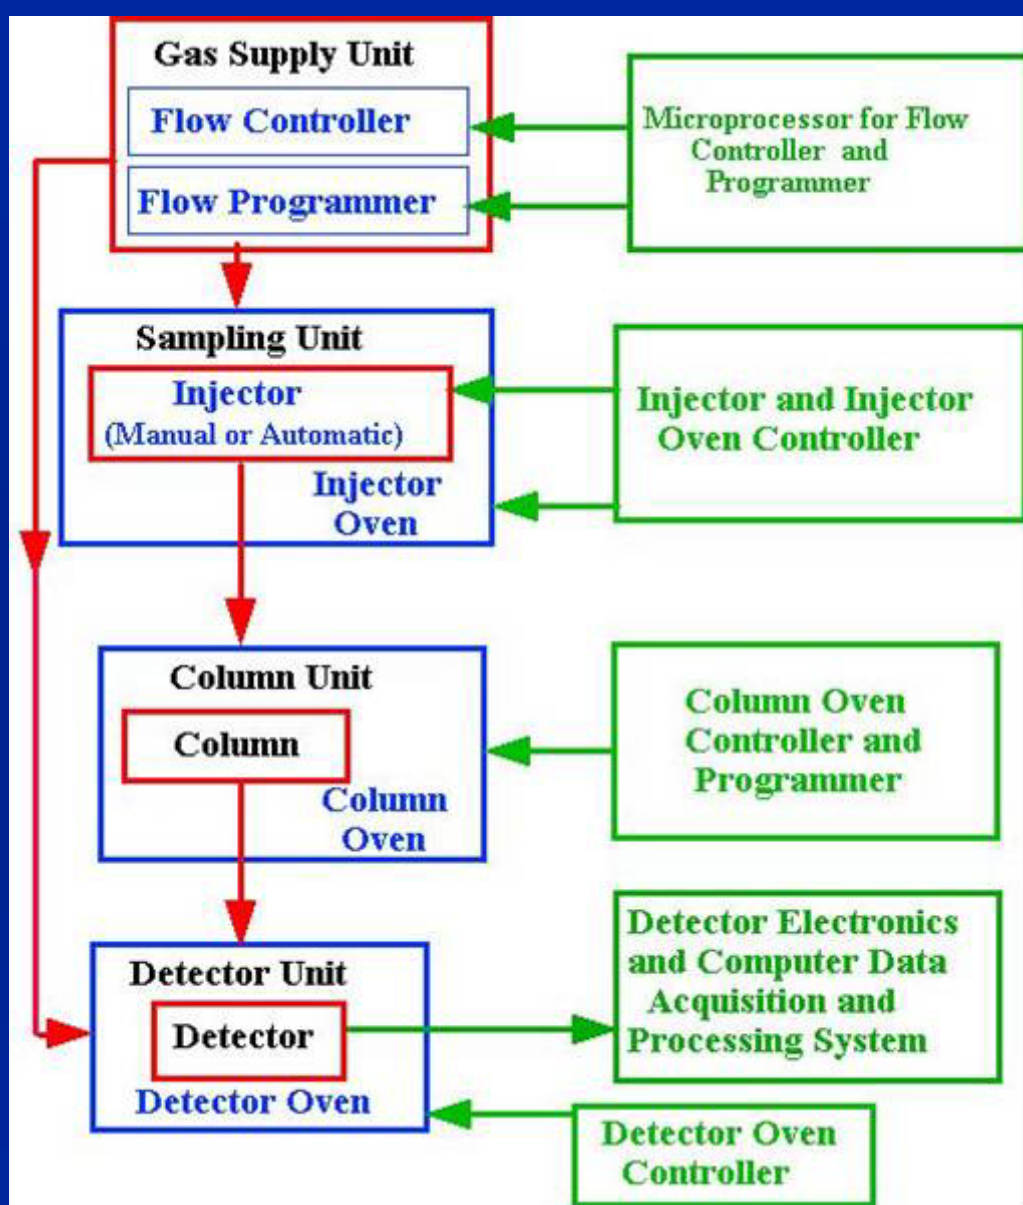 Gas Supply Unit
Flow Controller
Flow Programmer
Microprocessor for Flow
Controller and
Programmer
Sampling Unit
Injector
(Manual or Automatic)
Injector
Oven
Injector and Injector
Oven Controller
Column Unit
Column
Column
Oven
Column Oven
Controller and
Programmer
Detector Unit
Detector
Detector Oven
Detector Electronics
and Computer Data
Acquisition and
Processing System
Detector Oven
Controller